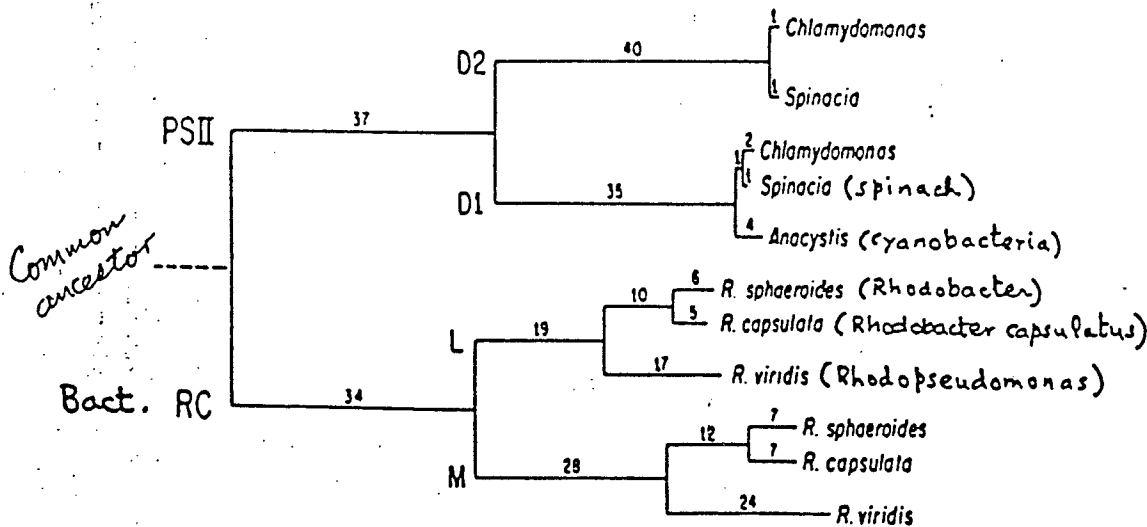 1 Chlamydomonas
40
D2
1 Spinacia
PSII
37
2 Chlamydomonas
1
1 Spinacia (spinach)
35
D1
4 Anacystis (cyanobacteria)
Common
ancestor
6 R. sphaeroides (Rhodobacter)
10
5 R. capsulata (Rhodobacter capsulatus)
L
19
17 R. viridis (Rhodopseudomonas)
Bact. RC
34
7 R. sphaeroides
12
7 R. capsulata
M
28
24 R. viridis